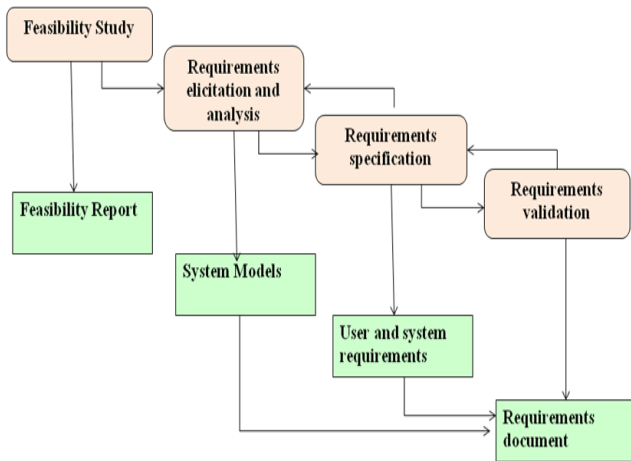 Feasibility Study
Requirements
elicitation and
analysis
Requirements
specification
Requirements
validation
Feasibility Report
System Models
User and system
requirements
Requirements
document